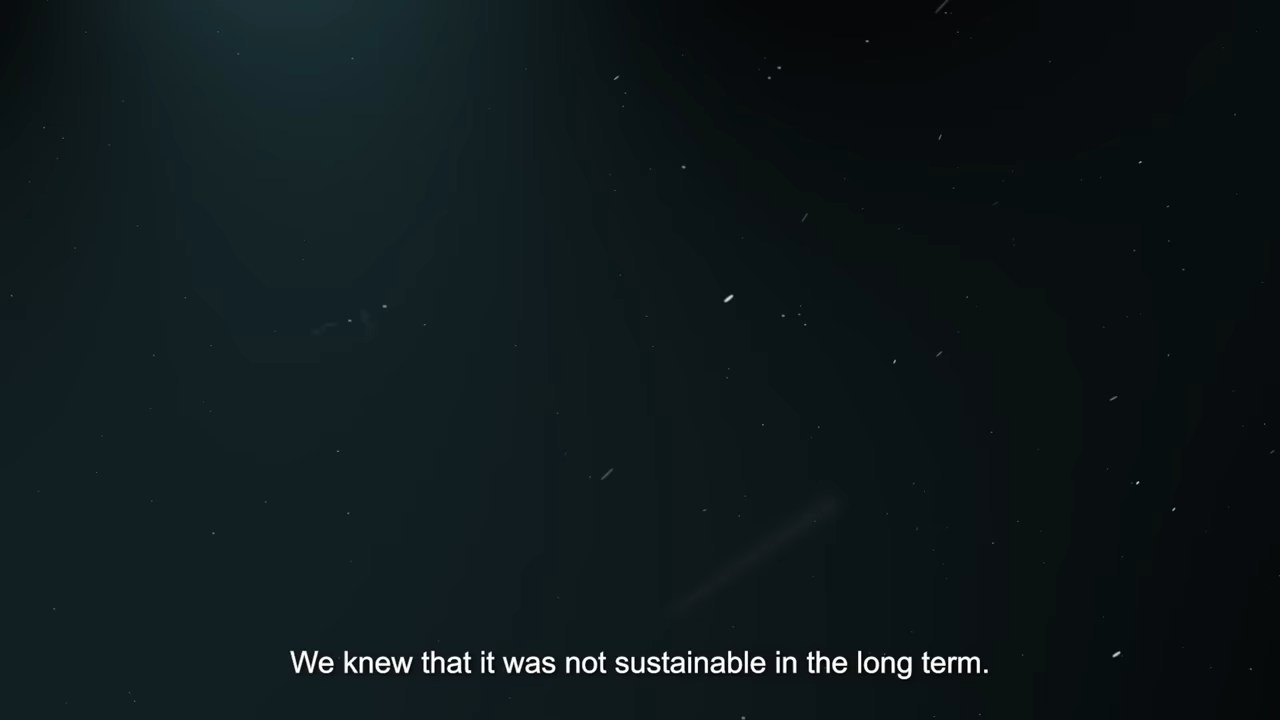 We knew that it was not sustainable in the long term.